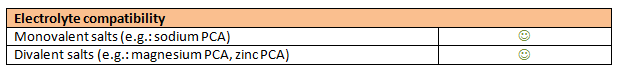 Electrolyte compatibility
Monovalent salts (e.g.: sodium PCA) ☺
Divalent salts (e.g.: magnesium PCA, zinc PCA) ☺